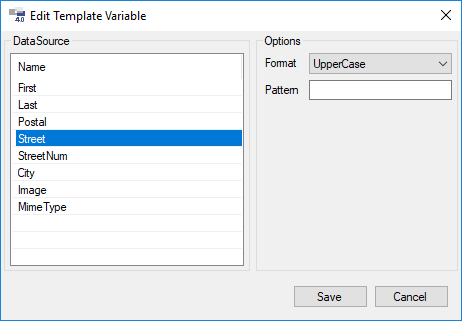 4.0 Edit Template Variable
DataSource
Name
First
Last
Postal
Street
StreetNum
City
Image
MimeType
Options
Format UpperCase
Pattern
Save Cancel